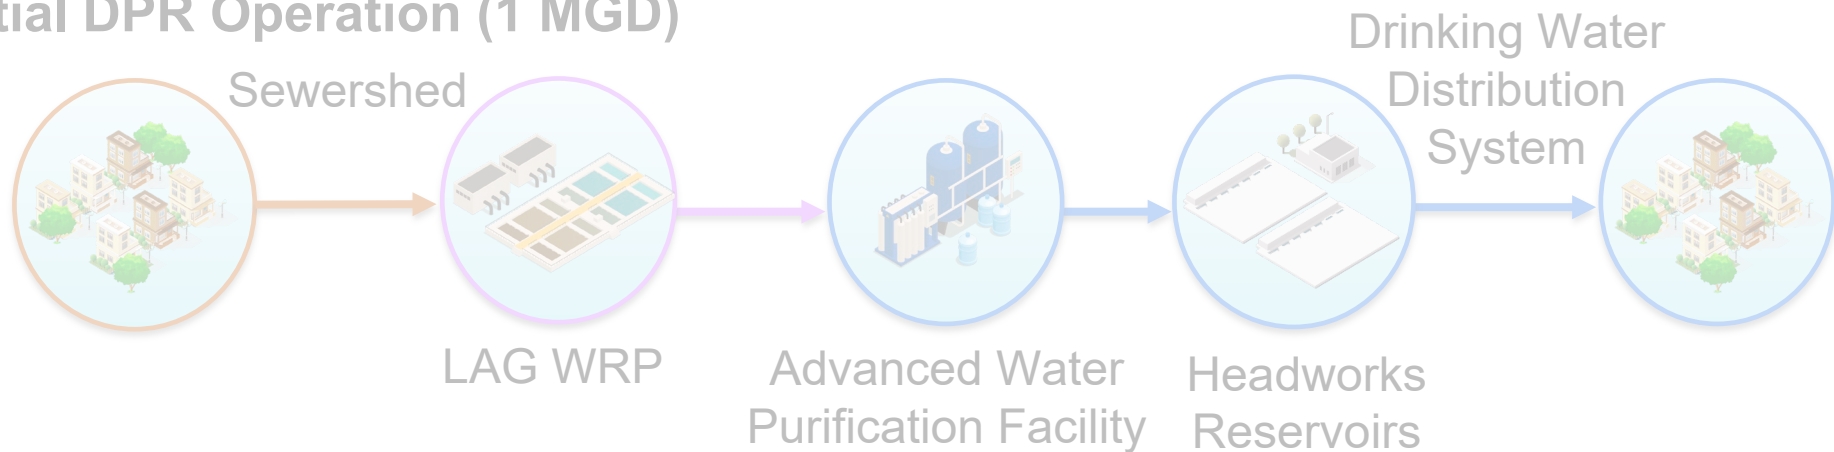 tial DPR Operation (1 MGD)
Sewershed
Drinking Water
Distribution
System
LAG WRP
Advanced Water
Purification Facility
Headworks
Reservoirs